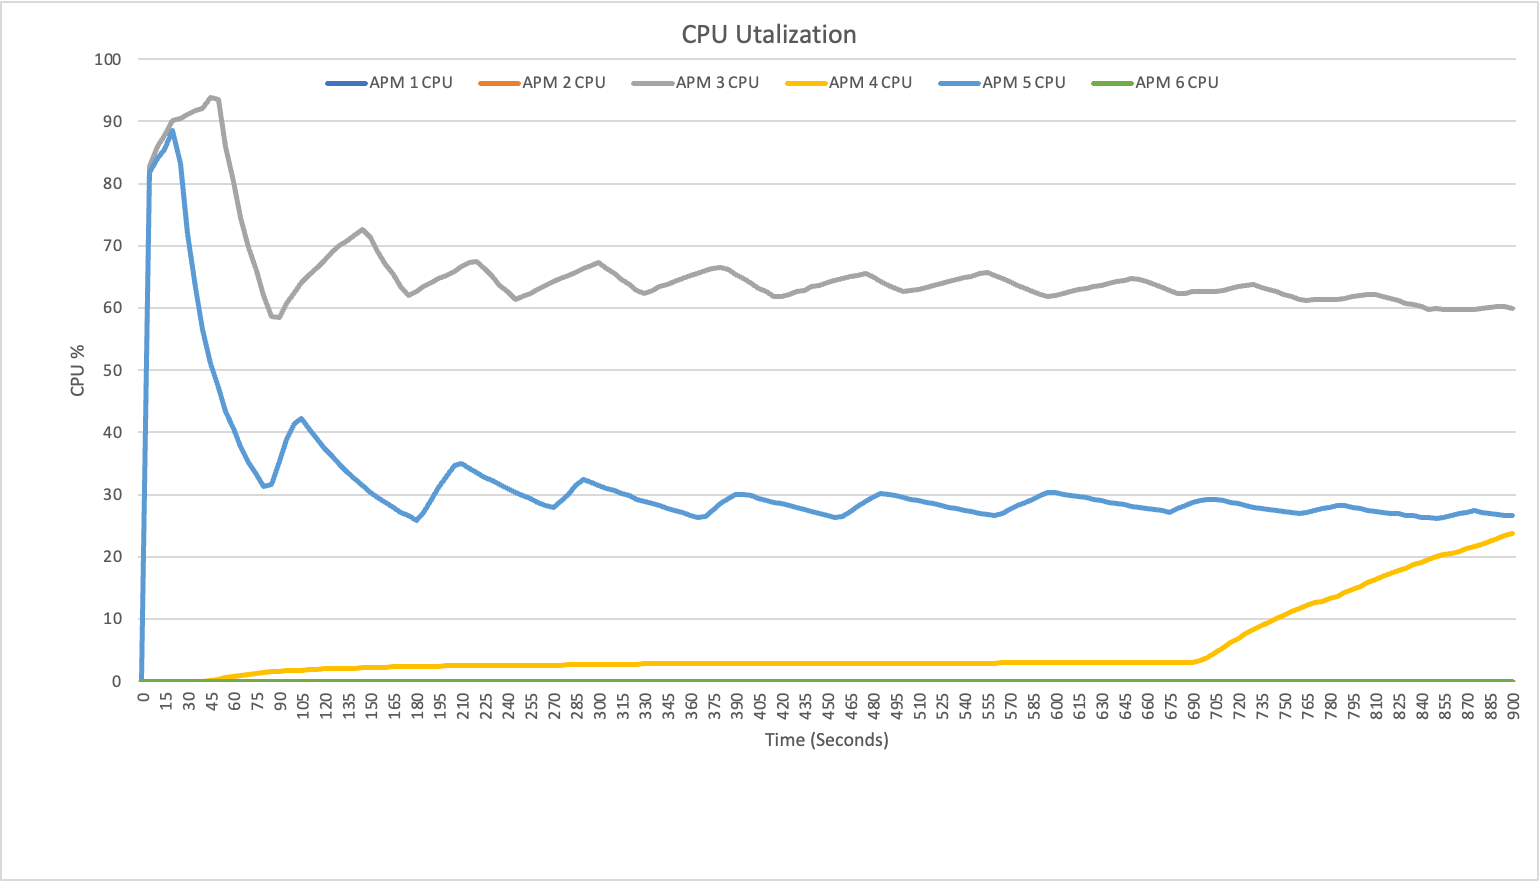 CPU Utalization
APM 1 CPU APM 2 CPU APM 3 CPU APM 4 CPU APM 5 CPU APM 6 CPU
100
90
80
70
60
50
40
30
20
10
0
CPU %
0 15 30 45 60 75 90 105 120 135 150 165 180 195 210 225 240 255 270 285 300 315 330 345 360 375 390 405 420 435 450 465 480 495 510 525 540 555 570 585 600 615 630 645 660 675 690 705 720 735 750 765 780 795 810 825 840 855 870 885 900
Time (Seconds)